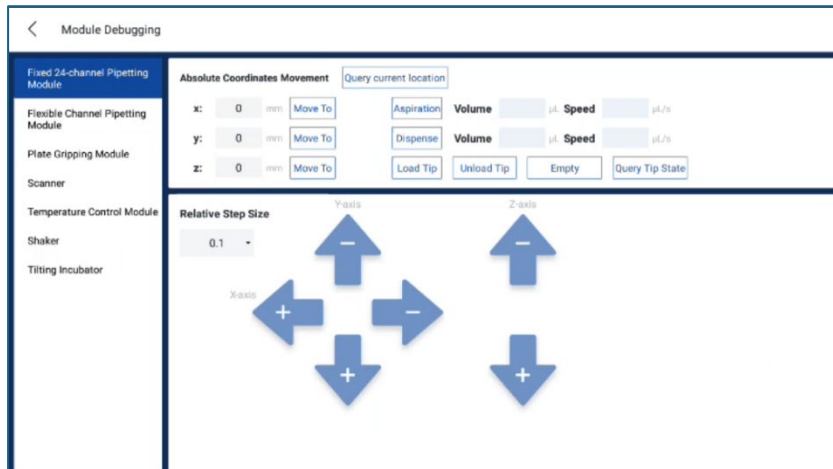 Module Debugging
Fixed 24-channel Pipetting
Module
Flexible Channel Pipetting
Module
Plate Gripping Module
Scanner
Temperature Control Module
Shaker
Tilting Incubator
Absolute Coordinates Movement Query current location
x: 0 mm Move To Aspiration Volume µL Speed µL/s
y: 0 mm Move To Dispense Volume µL Speed µL/s
z: 0 mm Move To Load Tip Unload Tip Empty Query Tip State
Relative Step Size
0.1
Y-axis
−
X-axis
+ −
+
Z-axis
−
+